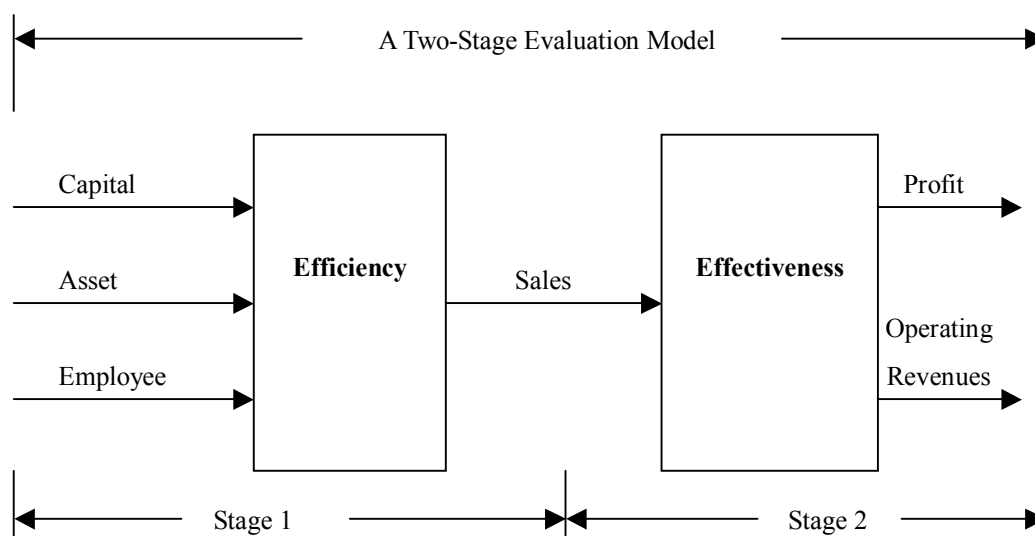 A Two-Stage Evaluation Model
Capital
Profit
Efficiency
Effectiveness
Asset
Sales
Operating
Employee
Revenues
Stage 1
Stage 2